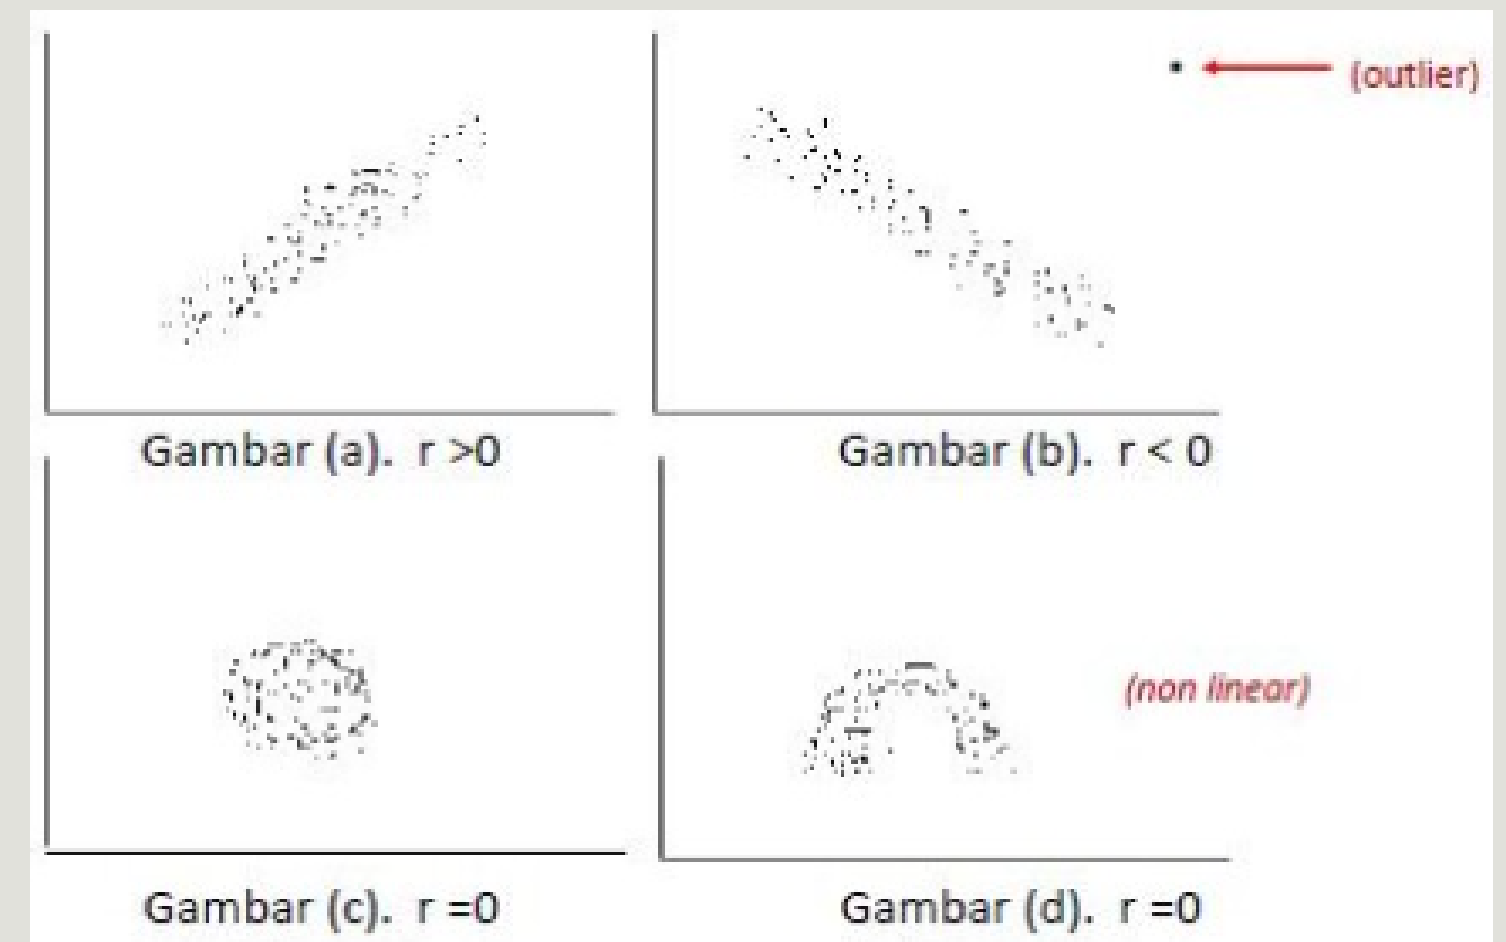 (outlier)
Gambar (a). r >0
Gambar (b). r < 0
(non linear)
Gambar (c). r =0
Gambar (d). r =0